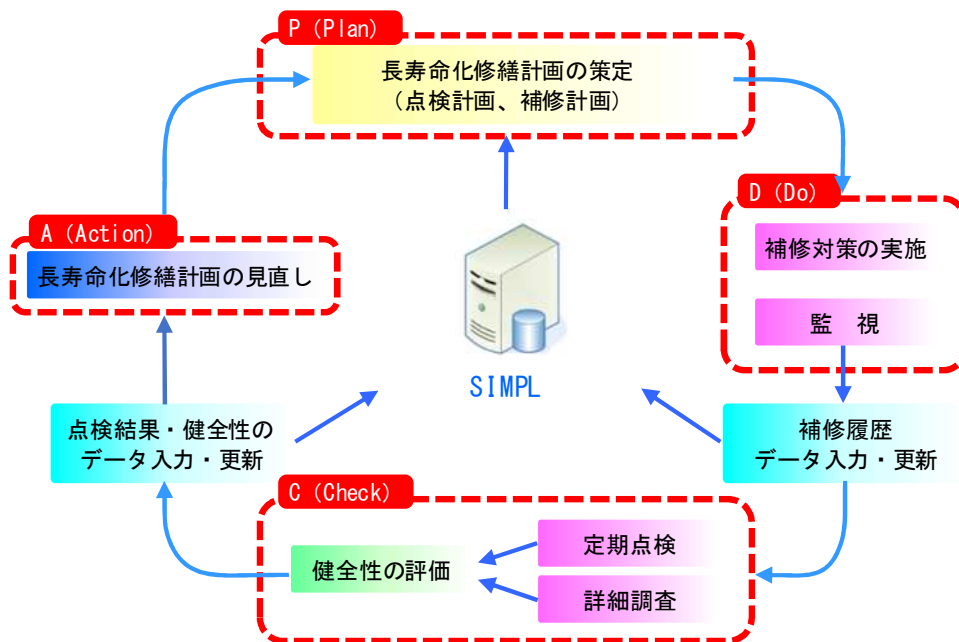 P(Plan)
長寿命化修繕計画の策定
(点検計画、補修計画)
D(Do)
補修対策の実施
監 視
A(Action)
長寿命化修繕計画の見直し
SIMPL
点検結果・健全性の
データ入力・更新
補修履歴
データ入力・更新
C(Check)
定期点検
健全性の評価
詳細調査